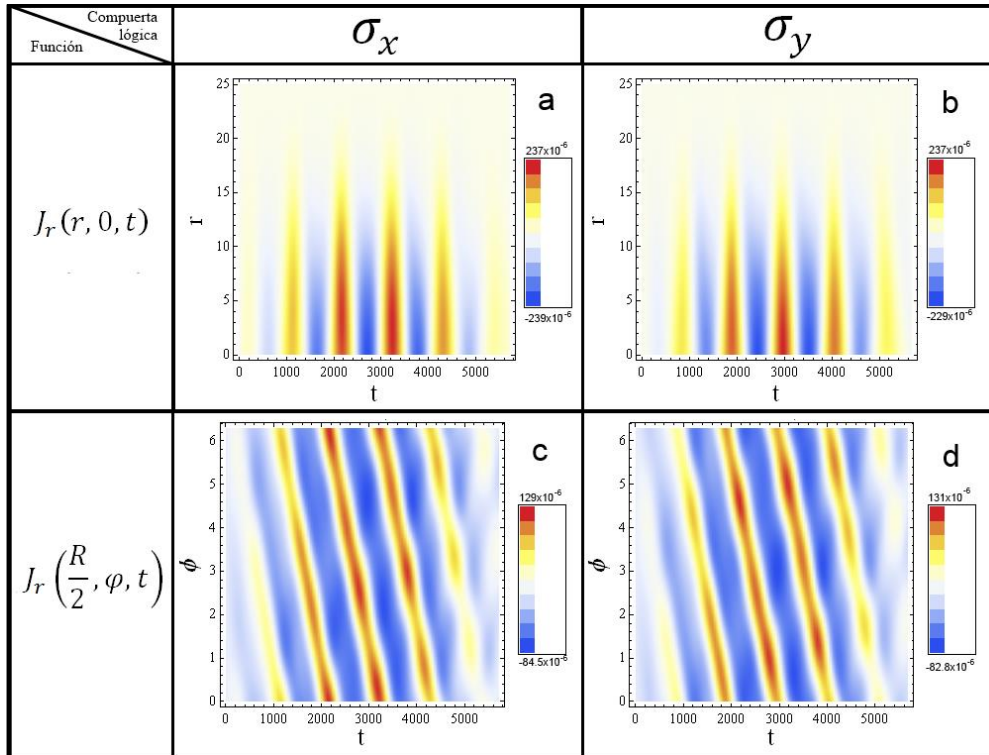 Compuerta
lógica
Función
σx
σy
Jr(r, 0, t)
a
25
20
15
10
5
0
r
0 1000 2000 3000 4000 5000
t
237x10-6
-239x10-6
b
25
20
15
10
5
0
r
0 1000 2000 3000 4000 5000
t
237x10-6
-229x10-6
Jr(R/2, φ, t)
c
6
5
4
3
2
1
0
ϕ
0 1000 2000 3000 4000 5000
t
129x10-6
-84.5x10-6
d
6
5
4
3
2
1
0
ϕ
0 1000 2000 3000 4000 5000
t
131x10-6
-82.8x10-6